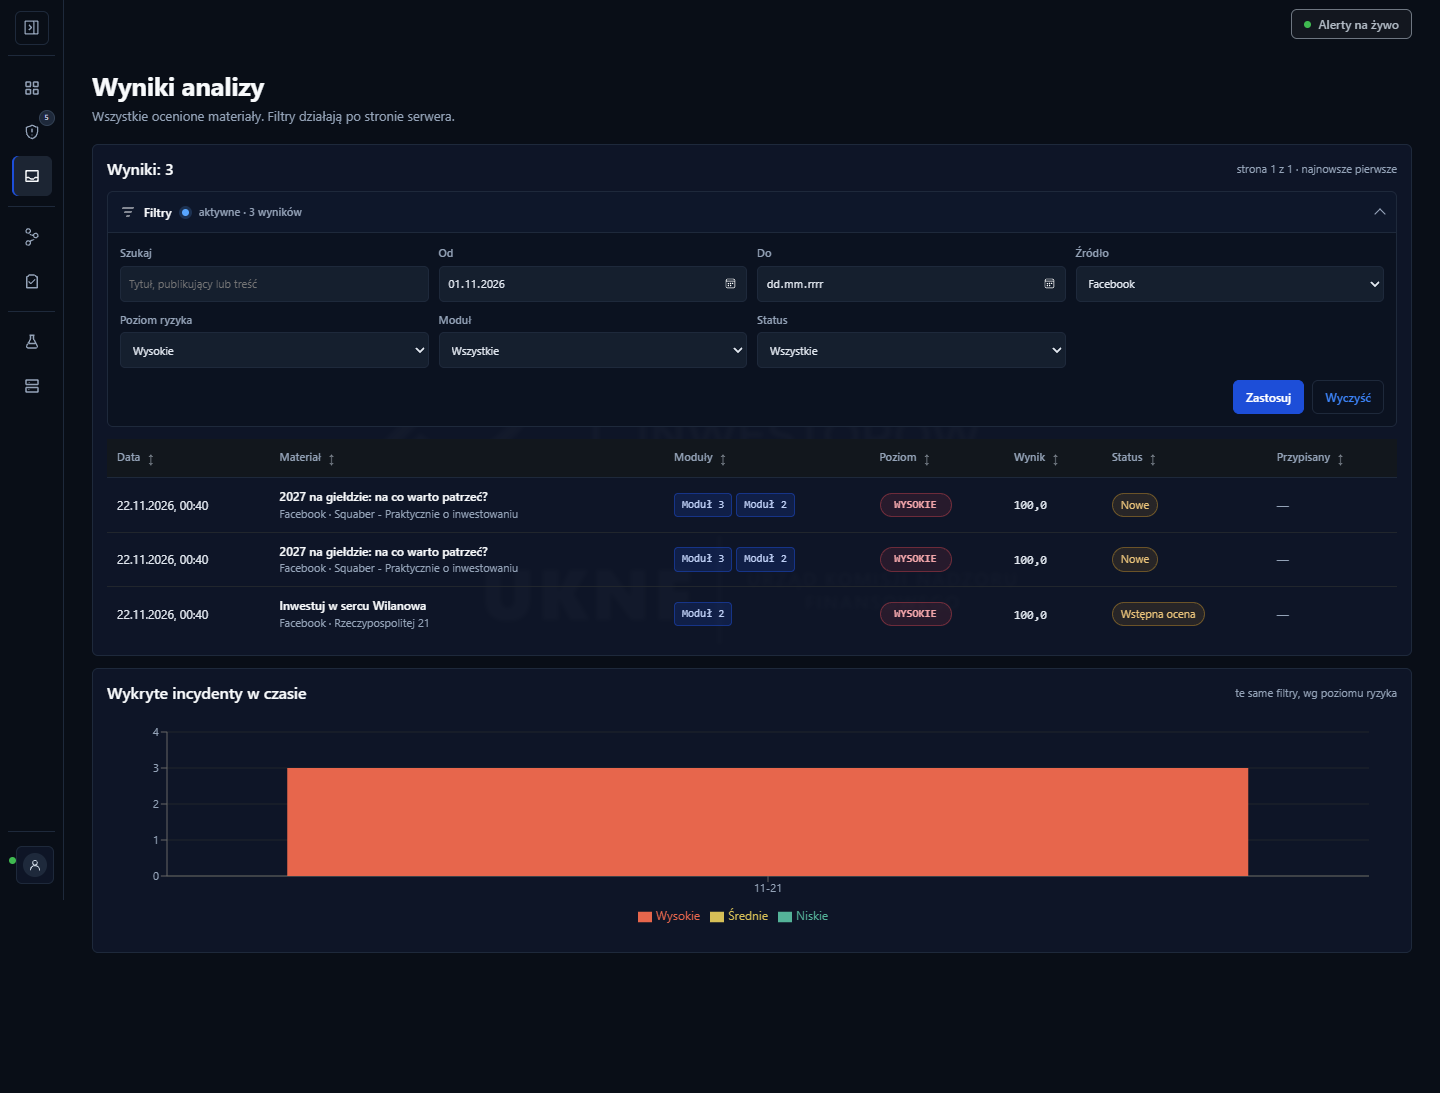 Alerty na żywo
5
Wyniki analizy
Wszystkie ocenione materiały. Filtry działają po stronie serwera.
Wyniki: 3
strona 1 z 1 · najnowsze pierwsze
Filtry aktywne · 3 wyników
Szukaj Od Do Źródło
Tytuł, publikujący lub treść 01.11.2026 dd.mm.rrrr Facebook
Poziom ryzyka Moduł Status
Wysokie Wszystkie Wszystkie
Zastosuj Wyczyść
Data Materiał Moduły Poziom Wynik Status Przypisany
22.11.2026, 00:40 2027 na giełdzie: na co warto patrzeć? Moduł 3 Moduł 2 WYSOKIE 100,0 Nowe —
Facebook · Squaber - Praktycznie o inwestowaniu
22.11.2026, 00:40 2027 na giełdzie: na co warto patrzeć? Moduł 3 Moduł 2 WYSOKIE 100,0 Nowe —
Facebook · Squaber - Praktycznie o inwestowaniu
22.11.2026, 00:40 Inwestuj w sercu Wilanowa Moduł 2 WYSOKIE 100,0 Wstępna ocena —
Facebook · Rzeczypospolitej 21
Wykryte incydenty w czasie
te same filtry, wg poziomu ryzyka
4
3
2
1
0
11-21
Wysokie Średnie Niskie